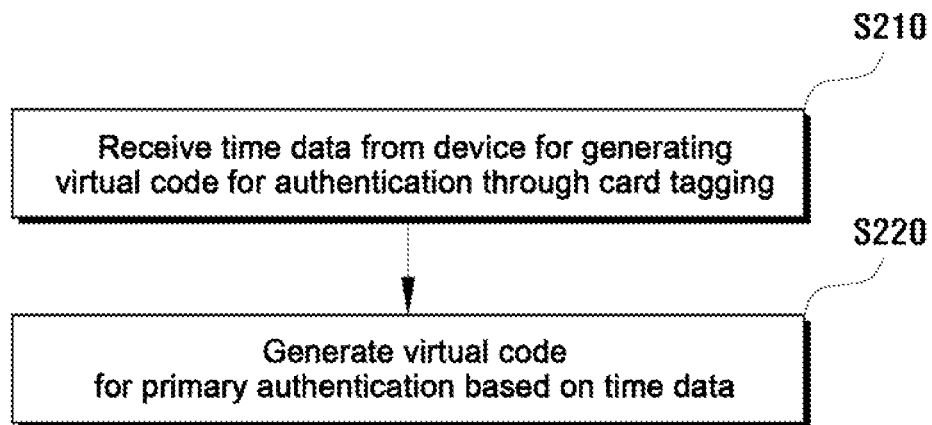 S210
Receive time data from device for generating
virtual code for authentication through card tagging
S220
Generate virtual code
for primary authentication based on time data